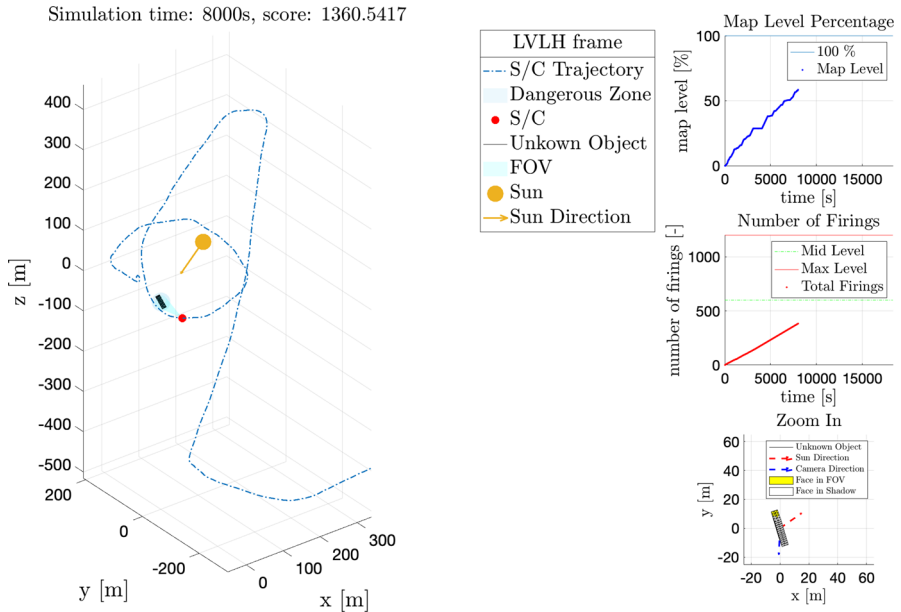 Simulation time: 8000s, score: 1360.5417
400
300
200
100
0
-100
-200
-300
-400
-500
z [m]
200
0
-200
y [m]
0
100
200
300
x [m]
LVLH frame
S/C Trajectory
Dangerous Zone
S/C
Unkown Object
FOV
Sun
Sun Direction
Map Level Percentage
100
50
0
map level [%]
100 %
Map Level
0 5000 10000 15000
time [s]
Number of Firings
1000
500
0
number of firings [-]
Mid Level
Max Level
Total Firings
0 5000 10000 15000
time [s]
Zoom In
60
40
20
0
-20
y [m]
Unknown Object
Sun Direction
Camera Direction
Face in FOV
Face in Shadow
-20 0 20 40 60
x [m]